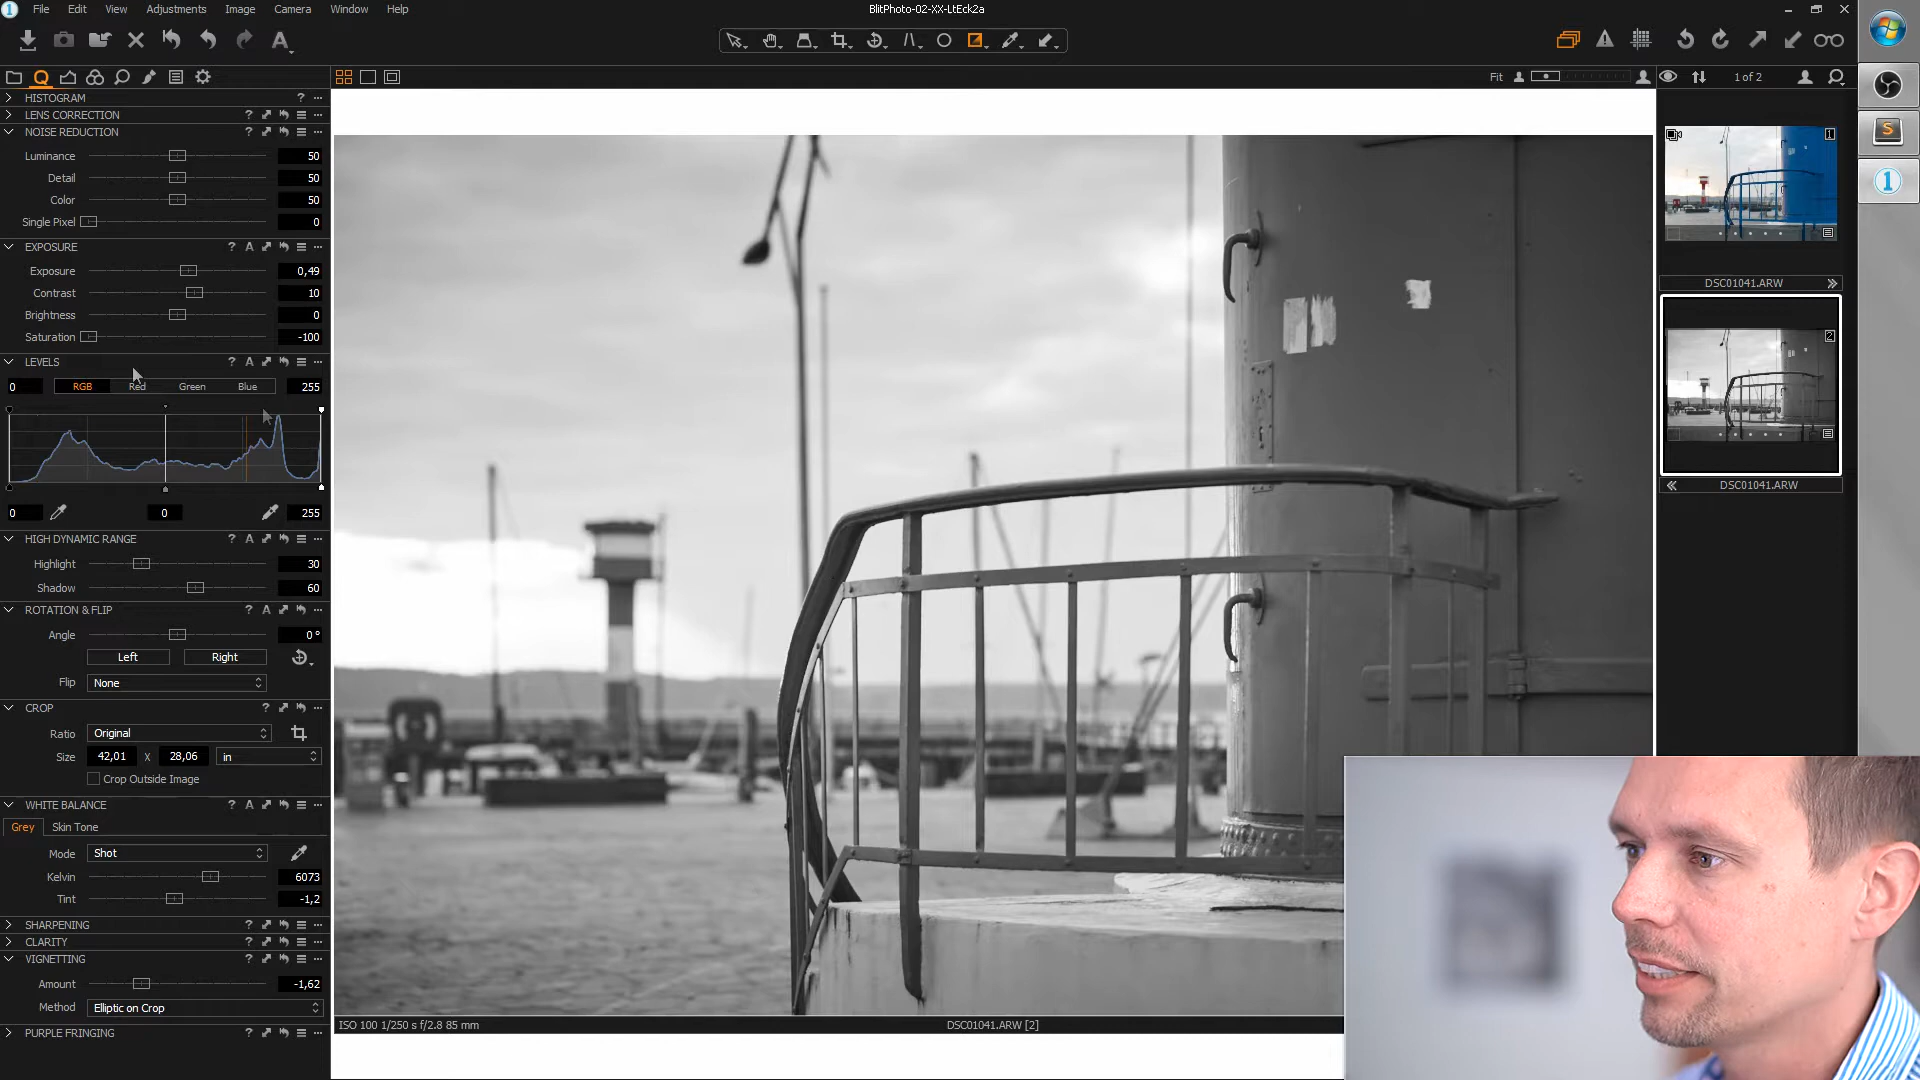 File Edit View Adjustments Image Camera Window Help
BlitPhoto-02-XX-LtEck2a
Fit
1 of 2
HISTOGRAM
LENS CORRECTION
NOISE REDUCTION
Luminance 50
Detail 50
Color 50
Single Pixel 0
EXPOSURE
Exposure 0,49
Contrast 10
Brightness 0
Saturation -100
LEVELS
0 RGB Red Green Blue 255
0 0 255
HIGH DYNAMIC RANGE
Highlight 30
Shadow 60
ROTATION & FLIP
Angle 0°
Left Right
Flip None
CROP
Ratio Original
Size 42,01 X 28,06 in
Crop Outside Image
WHITE BALANCE
Grey Skin Tone
Mode Shot
Kelvin 6073
Tint -1,2
SHARPENING
CLARITY
VIGNETTING
Amount -1,62
Method Elliptic on Crop
PURPLE FRINGING
ISO 100 1/250 s f/2.8 85 mm
DSC01041.ARW [2]
1
DSC01041.ARW
2
DSC01041.ARW